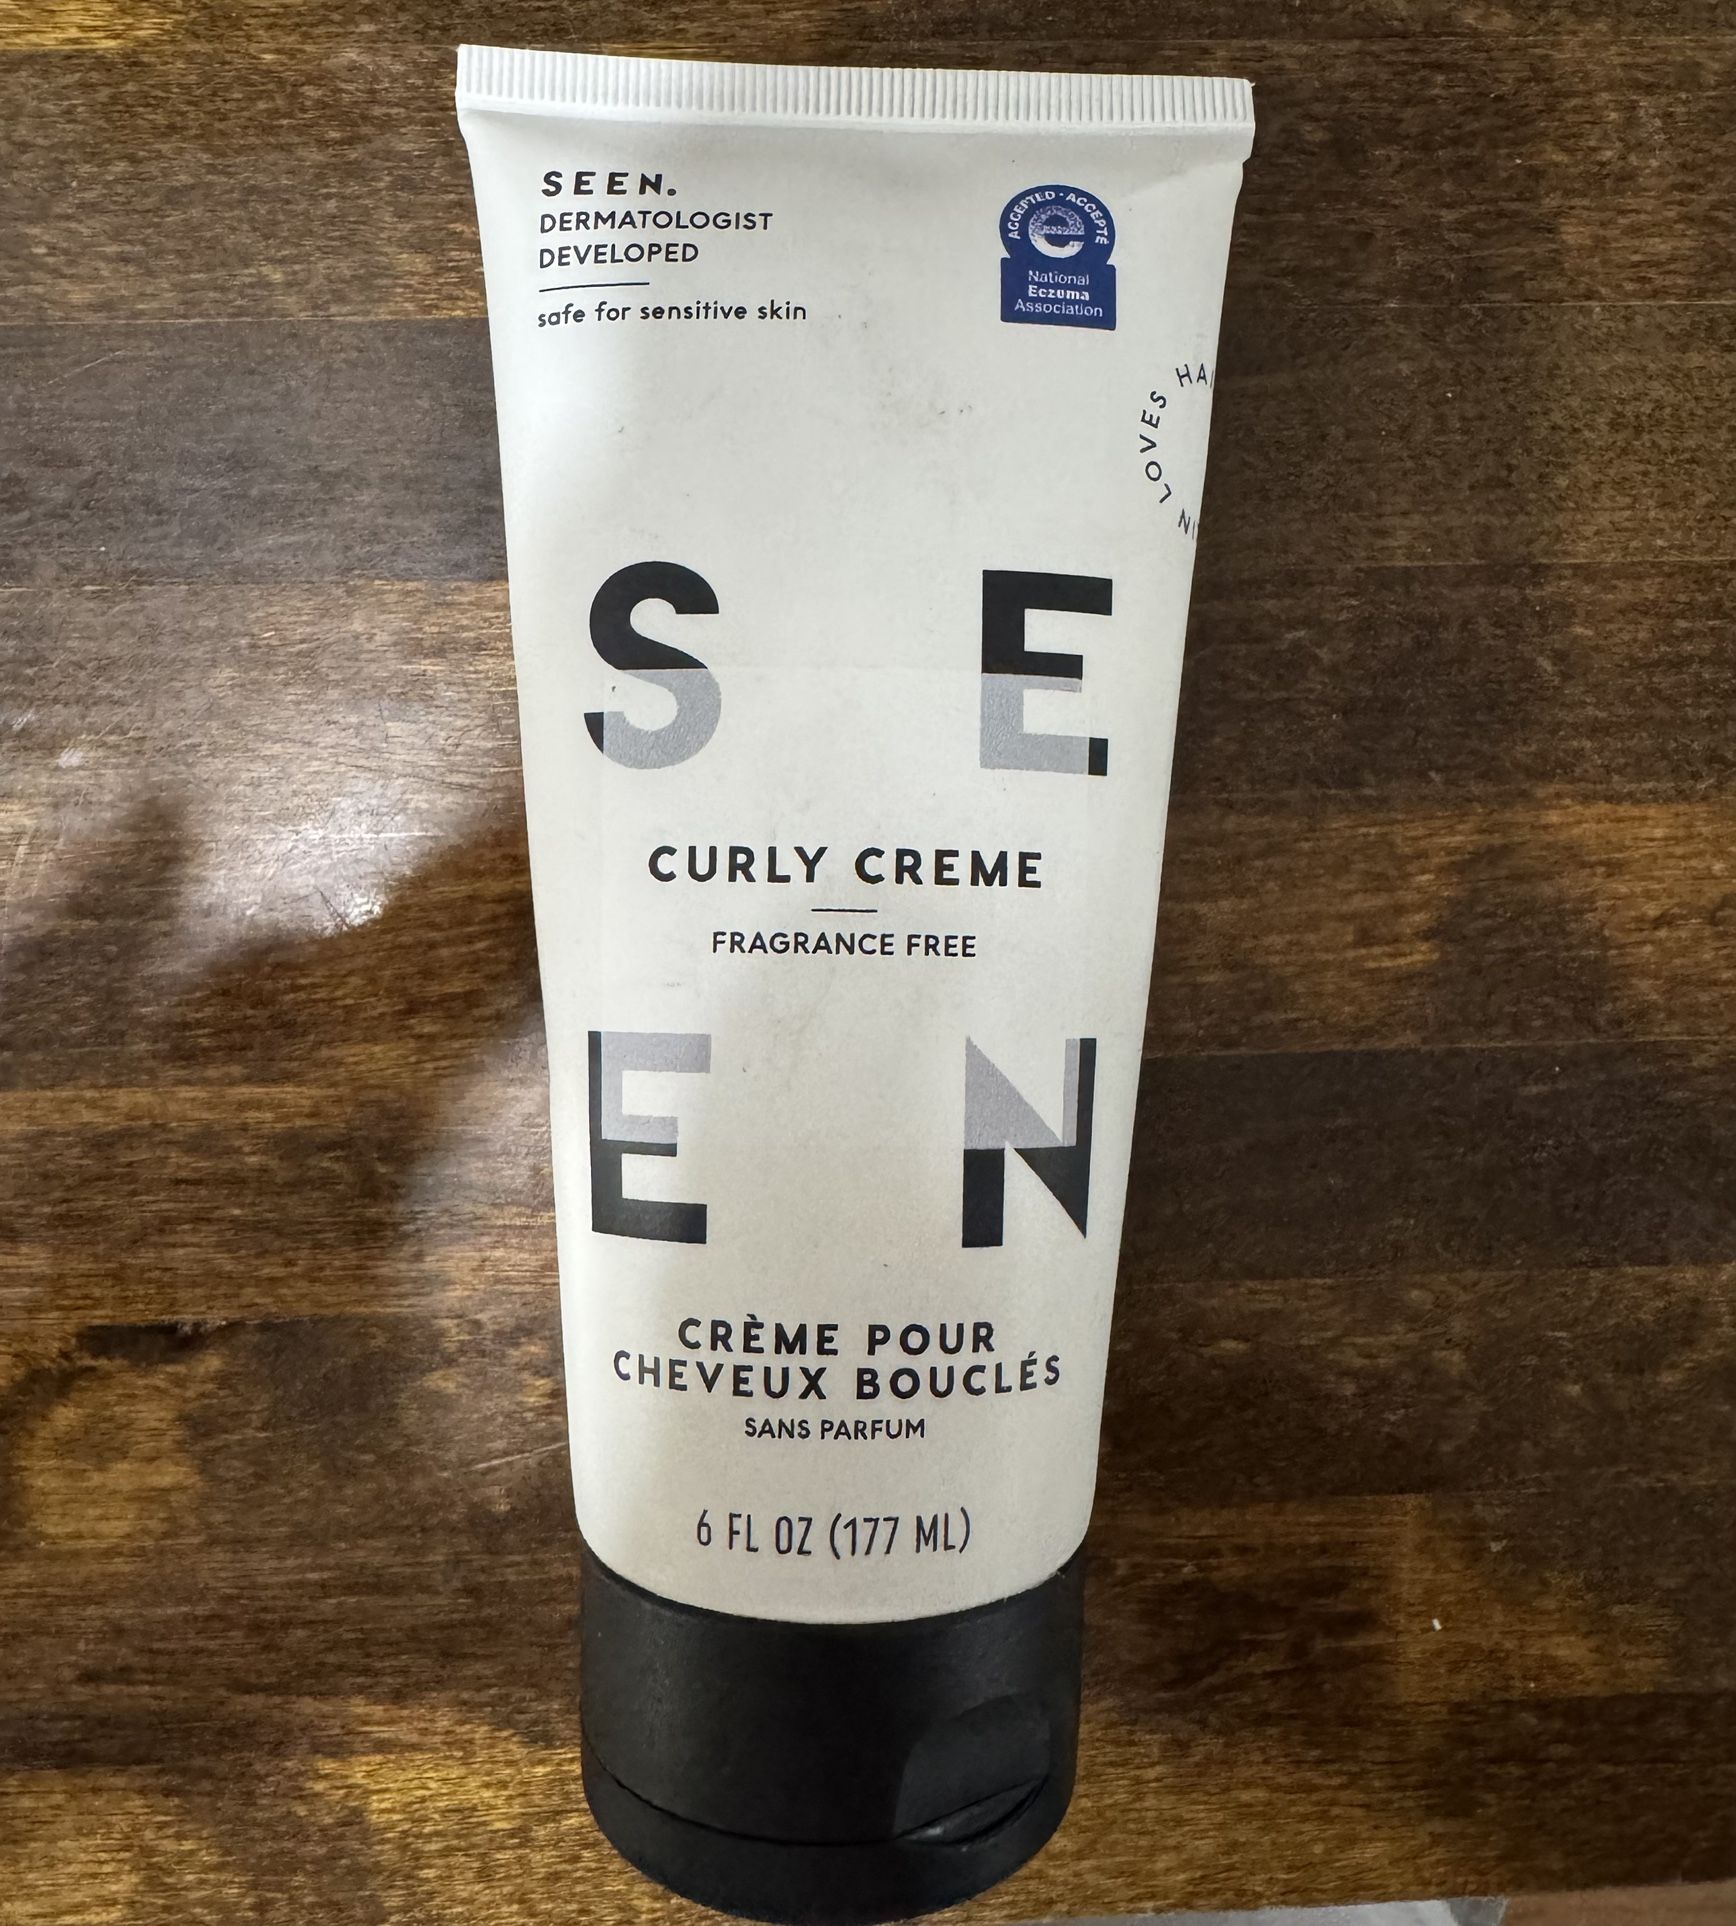 SEEN.
DERMATOLOGIST
DEVELOPED
safe for sensitive skin
ACCEPTED · ACCEPTÉ
National
Eczema
Association
LOVES
S E
CURLY CREME
FRAGRANCE FREE
E N
CRÈME POUR
CHEVEUX BOUCLÉS
SANS PARFUM
6 FL OZ (177 ML)